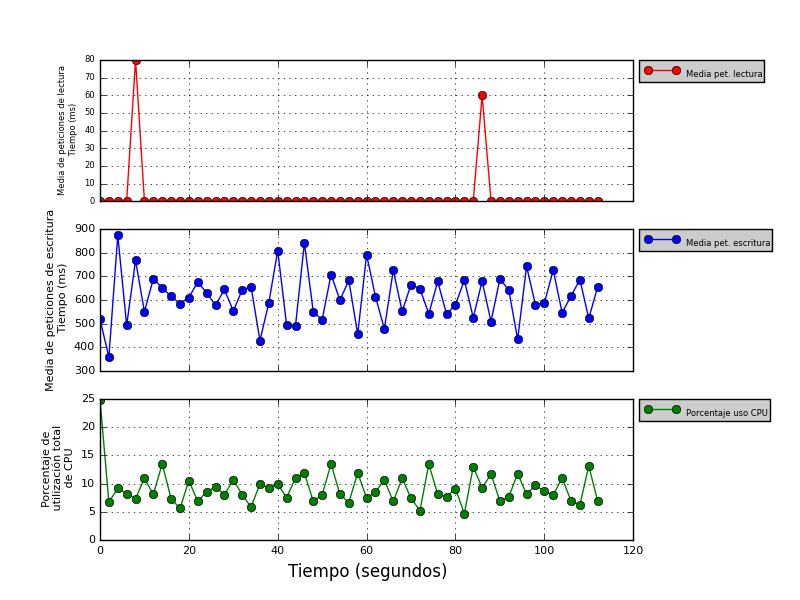 Media de peticiones de lectura
Tiempo (ms)
80
70
60
50
40
30
20
10
0
Media pet. lectura
Media de peticiones de escritura
Tiempo (ms)
900
800
700
600
500
400
300
Media pet. escritura
Porcentaje de
utilización total
de CPU
25
20
15
10
5
0
Porcentaje uso CPU
0 20 40 60 80 100 120
Tiempo (segundos)